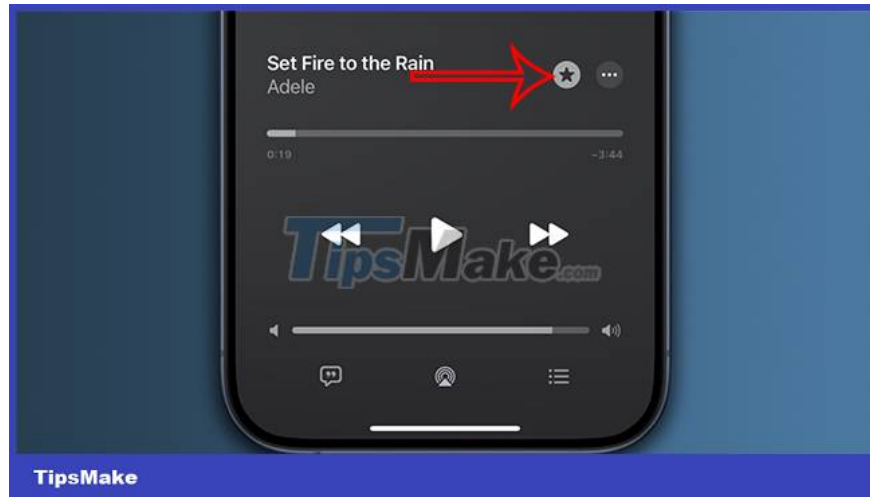 Set Fire to the Rain
Adele
0:19
-3:44
TipsMake.com
TipsMake